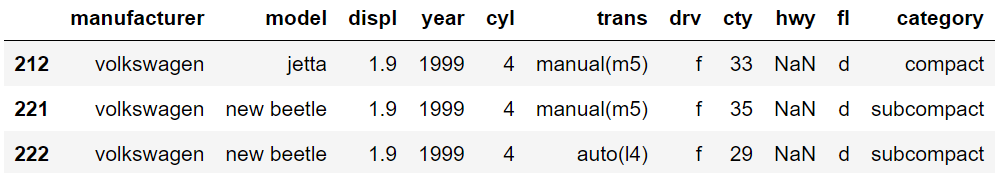 manufacturer model displ year cyl trans drv cty hwy fl category
212 volkswagen jetta 1.9 1999 4 manual(m5) f 33 NaN d compact
221 volkswagen new beetle 1.9 1999 4 manual(m5) f 35 NaN d subcompact
222 volkswagen new beetle 1.9 1999 4 auto(l4) f 29 NaN d subcompact